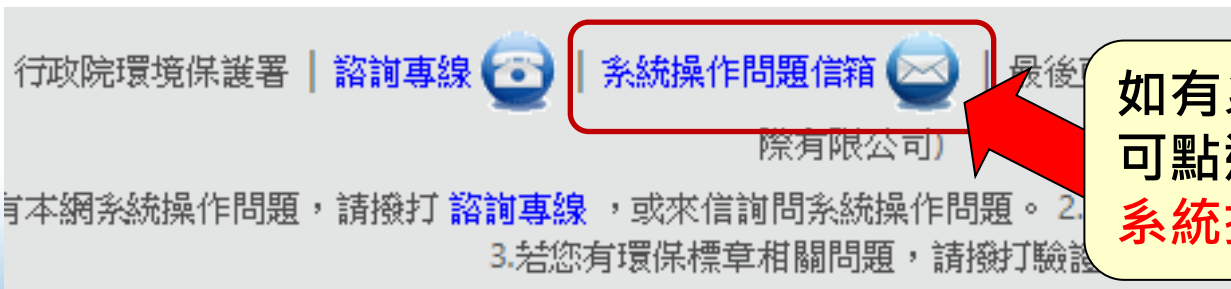 行政院環境保護署 | 諮詢專線 | 系統操作問題信箱 | 最後
際有限公司)
本網系統操作問題,請撥打 諮詢專線 ,或來信詢問系統操作問題。 2.
3.若您有環保標章相關問題,請撥打驗證
如有
可點
系統